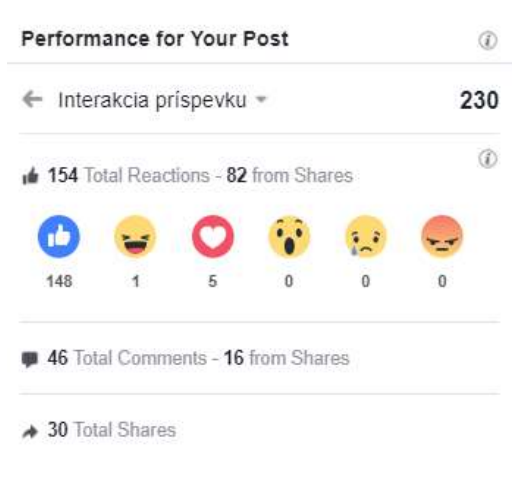 Performance for Your Post
Interakcia príspevku 230
154 Total Reactions - 82 from Shares
148 1 5 0 0 0
46 Total Comments - 16 from Shares
30 Total Shares